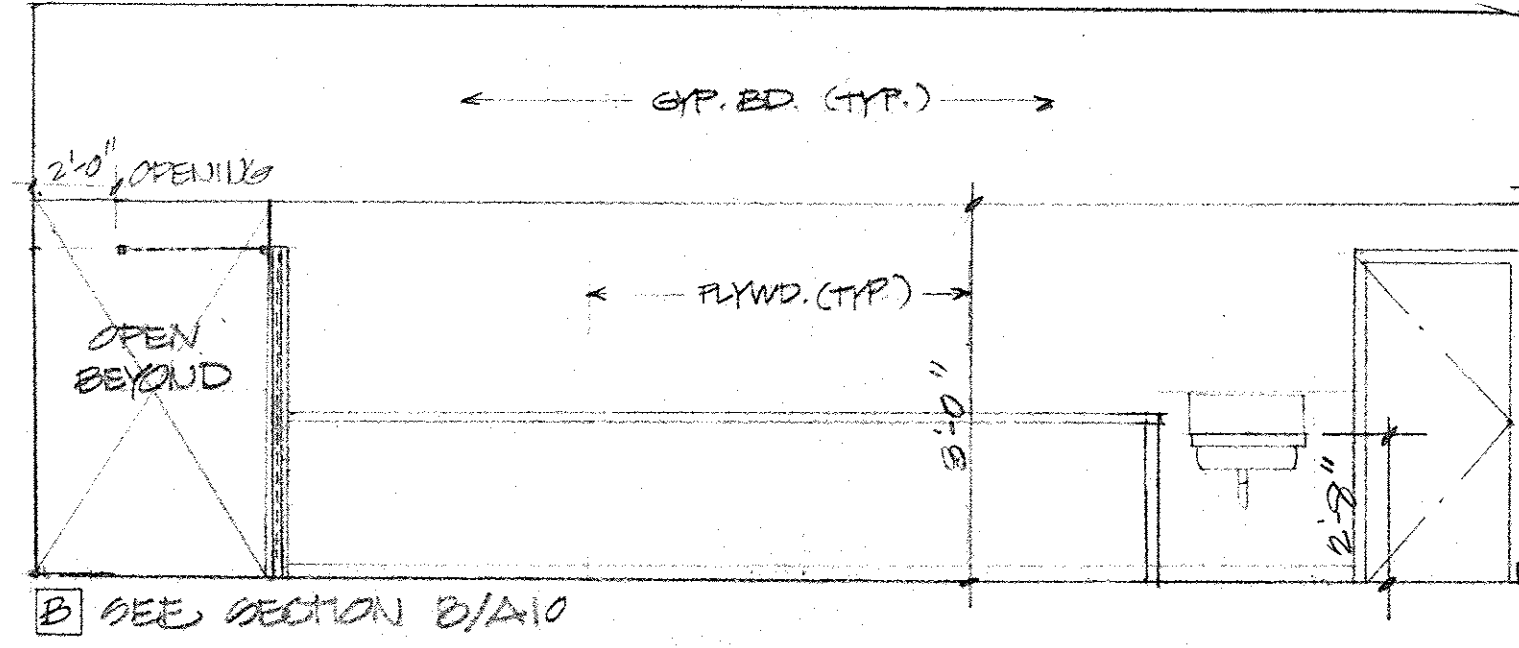 GYP. BD. (TYP.)
2'-0" OPENING
PLYWD. (TYP.)
OPEN
BEYOND
8'-0"
2'-8"
B SEE SECTION B/A10